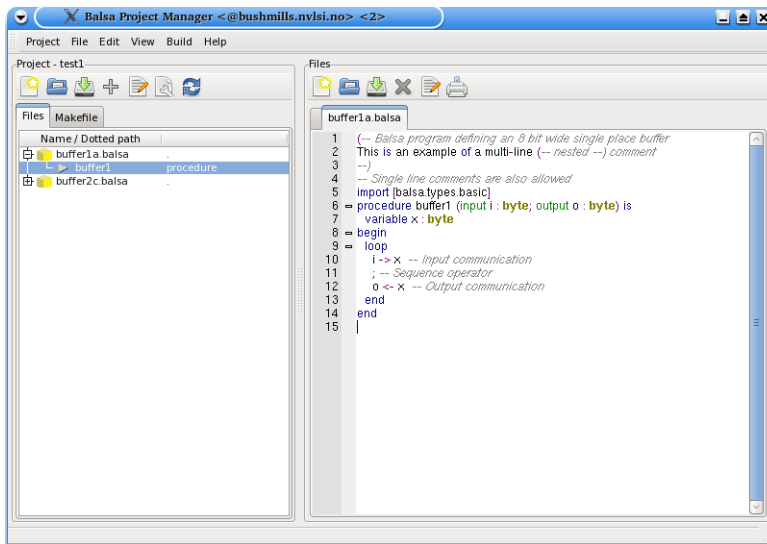 Balsa Project Manager <@bushmills.nvlsi.no> <2>
Project File Edit View Build Help
Project - test1
Files Makefile
Name / Dotted path
buffer1a.balsa .
buffer1 procedure
buffer2c.balsa .
Files
buffer1a.balsa
1 (-- Balsa program defining an 8 bit wide single place buffer
2 This is an example of a multi-line (-- nested --) comment
3 --)
4 -- Single line comments are also allowed
5 import [balsa.types.basic]
6 procedure buffer1 (input i : byte; output o : byte) is
7 variable x : byte
8 begin
9 loop
10 i -> x -- Input communication
11 ; -- Sequence operator
12 o <- x -- Output communication
13 end
14 end
15